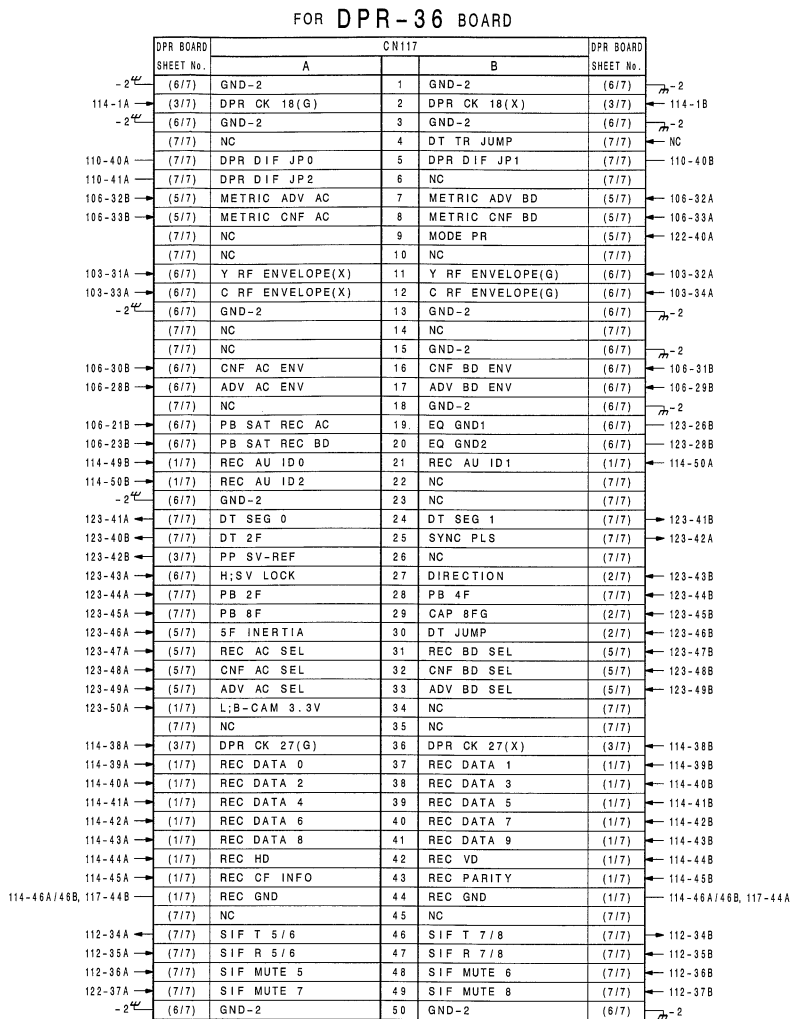 FOR DPR-36 BOARD
DPR BOARD SHEET No. CN117 DPR BOARD SHEET No.
A B
-2 (6/7) GND-2 1 GND-2 (6/7) -2
114-1A (3/7) DPR CK 18(G) 2 DPR CK 18(X) (3/7) 114-1B
-2 (6/7) GND-2 3 GND-2 (6/7) -2
(7/7) NC 4 DT TR JUMP (7/7) NC
110-40A (7/7) DPR DIF JP0 5 DPR DIF JP1 (7/7) 110-40B
110-41A (7/7) DPR DIF JP2 6 NC (7/7)
106-32B (5/7) METRIC ADV AC 7 METRIC ADV BD (5/7) 106-32A
106-33B (5/7) METRIC CNF AC 8 METRIC CNF BD (5/7) 106-33A
(7/7) NC 9 MODE PR (5/7) 122-40A
(7/7) NC 10 NC (7/7)
103-31A (6/7) Y RF ENVELOPE(X) 11 Y RF ENVELOPE(G) (6/7) 103-32A
103-33A (6/7) C RF ENVELOPE(X) 12 C RF ENVELOPE(G) (6/7) 103-34A
-2 (6/7) GND-2 13 GND-2 (6/7) -2
(7/7) NC 14 NC (7/7)
(7/7) NC 15 GND-2 (6/7) -2
106-30B (6/7) CNF AC ENV 16 CNF BD ENV (6/7) 106-31B
106-28B (6/7) ADV AC ENV 17 ADV BD ENV (6/7) 106-29B
(7/7) NC 18 GND-2 (6/7) -2
106-21B (6/7) PB SAT REC AC 19. EQ GND1 (6/7) 123-26B
106-23B (6/7) PB SAT REC BD 20 EQ GND2 (6/7) 123-28B
114-49B (1/7) REC AU ID0 21 REC AU ID1 (1/7) 114-50A
114-50B (1/7) REC AU ID2 22 NC (7/7)
-2 (6/7) GND-2 23 NC (7/7)
123-41A (7/7) DT SEG 0 24 DT SEG 1 (7/7) 123-41B
123-40B (7/7) DT 2F 25 SYNC PLS (7/7) 123-42A
123-42B (3/7) PP SV-REF 26 NC (7/7)
123-43A (6/7) H;SV LOCK 27 DIRECTION (2/7) 123-43B
123-44A (7/7) PB 2F 28 PB 4F (7/7) 123-44B
123-45A (7/7) PB 8F 29 CAP 8FG (2/7) 123-45B
123-46A (5/7) 5F INERTIA 30 DT JUMP (2/7) 123-46B
123-47A (5/7) REC AC SEL 31 REC BD SEL (5/7) 123-47B
123-48A (5/7) CNF AC SEL 32 CNF BD SEL (5/7) 123-48B
123-49A (5/7) ADV AC SEL 33 ADV BD SEL (5/7) 123-49B
123-50A (1/7) L;B-CAM 3.3V 34 NC (7/7)
(7/7) NC 35 NC (7/7)
114-38A (3/7) DPR CK 27(G) 36 DPR CK 27(X) (3/7) 114-38B
114-39A (1/7) REC DATA 0 37 REC DATA 1 (1/7) 114-39B
114-40A (1/7) REC DATA 2 38 REC DATA 3 (1/7) 114-40B
114-41A (1/7) REC DATA 4 39 REC DATA 5 (1/7) 114-41B
114-42A (1/7) REC DATA 6 40 REC DATA 7 (1/7) 114-42B
114-43A (1/7) REC DATA 8 41 REC DATA 9 (1/7) 114-43B
114-44A (1/7) REC HD 42 REC VD (1/7) 114-44B
114-45A (1/7) REC CF INFO 43 REC PARITY (1/7) 114-45B
114-46A/46B, 117-44B (1/7) REC GND 44 REC GND (1/7) 114-46A/46B, 117-44A
(7/7) NC 45 NC (7/7)
112-34A (7/7) SIF T 5/6 46 SIF T 7/8 (7/7) 112-34B
112-35A (7/7) SIF R 5/6 47 SIF R 7/8 (7/7) 112-35B
112-36A (7/7) SIF MUTE 5 48 SIF MUTE 6 (7/7) 112-36B
122-37A (7/7) SIF MUTE 7 49 SIF MUTE 8 (7/7) 112-37B
-2 (6/7) GND-2 50 GND-2 (6/7) -2